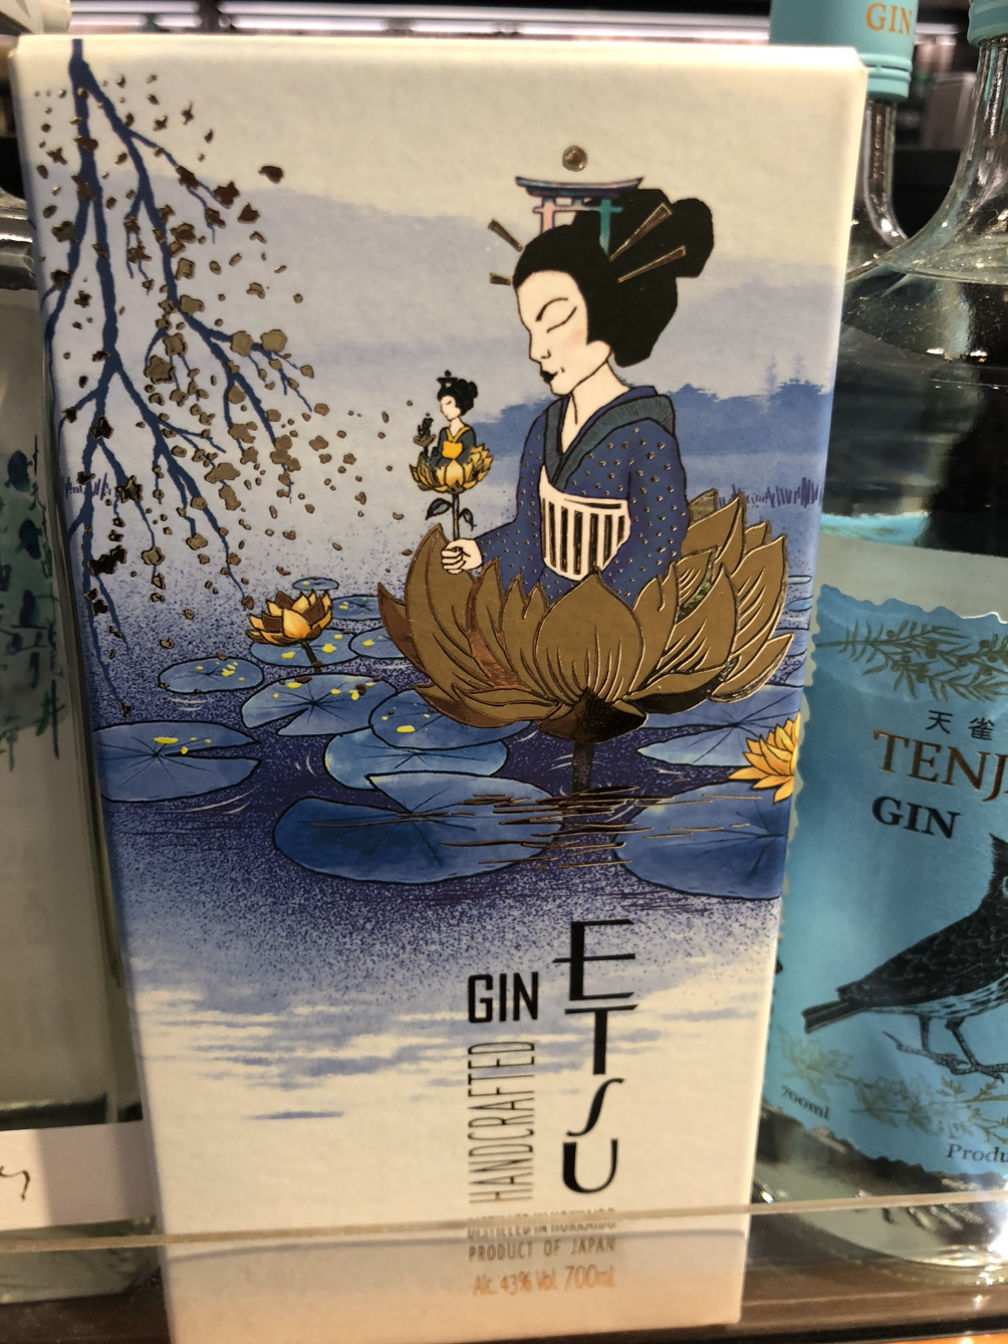 GIN
ETSU
GIN
HANDCRAFTED
DISTILLED IN HOKKAIDO
PRODUCT OF JAPAN
Alc. 43% Vol. 700ml
天雀
TENJ
GIN
700ml
Produ